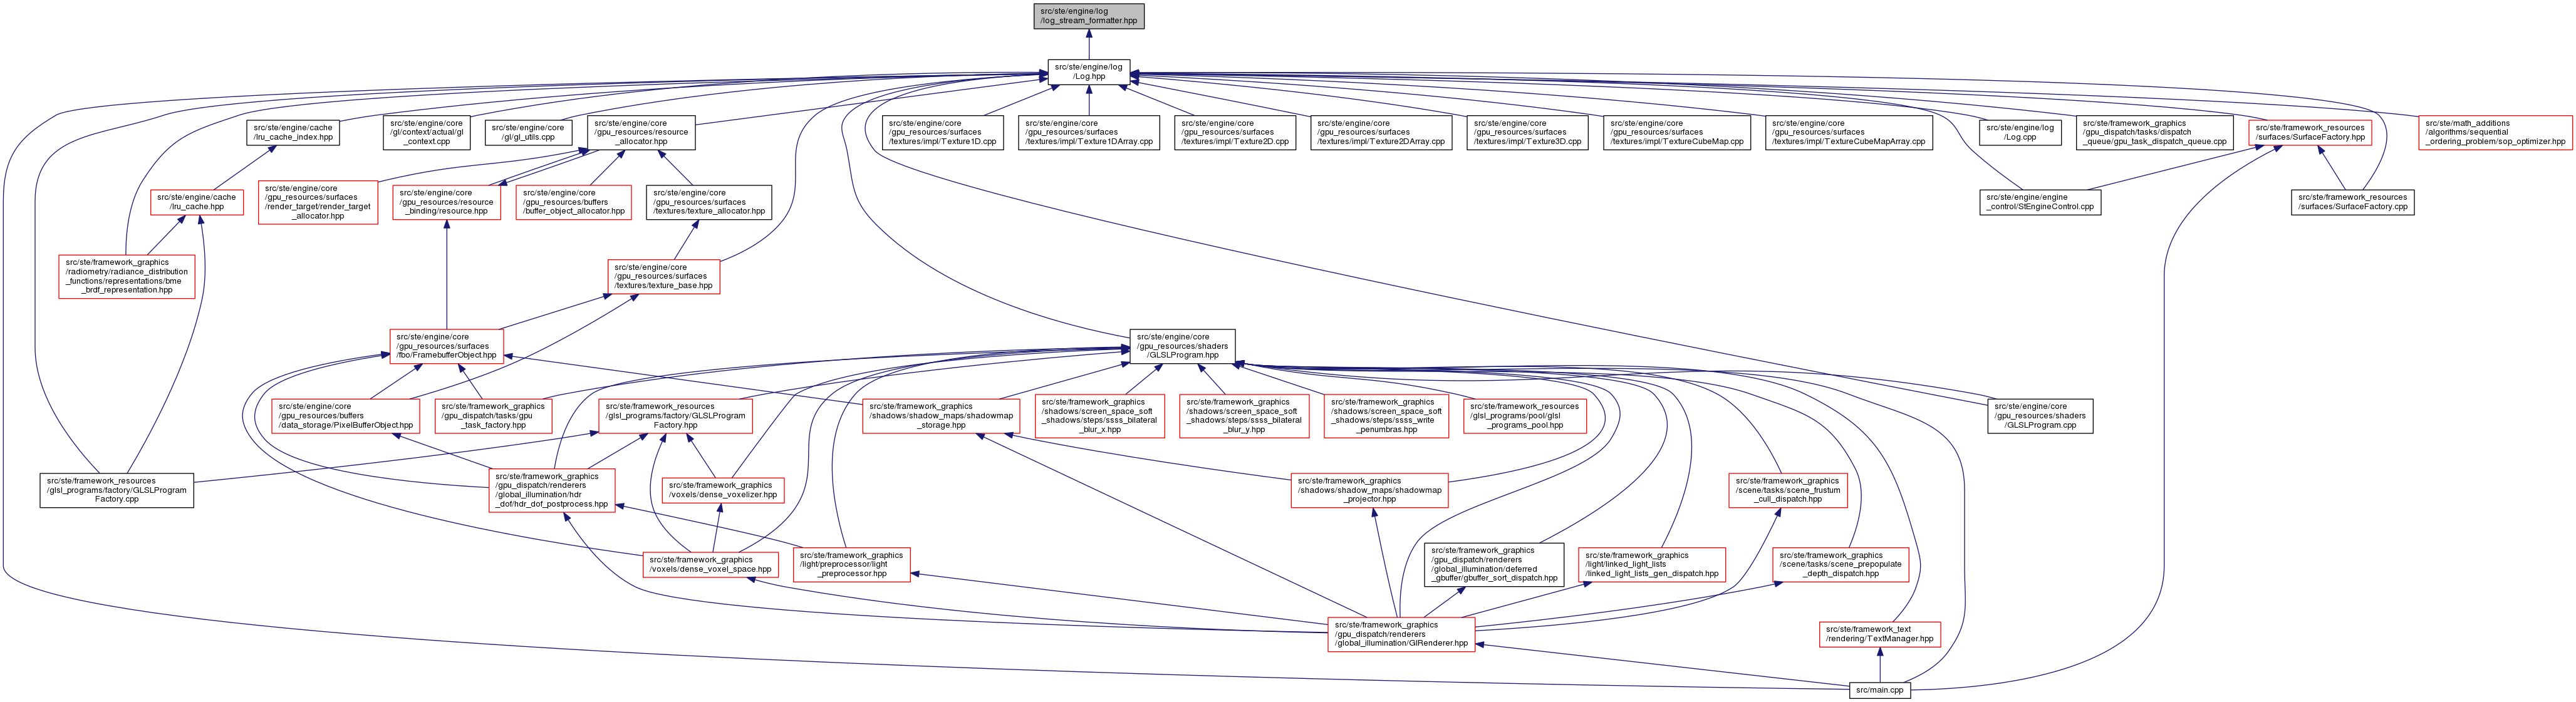 src/ste/engine/log
/log_stream_formatter.hpp
src/ste/engine/log
/Log.hpp
src/ste/engine/cache
/lru_cache_index.hpp
src/ste/engine/core
/gl/context/actual/gl
_context.cpp
src/ste/engine/core
/gl/gl_utils.cpp
src/ste/engine/core
/gpu_resources/resource
_allocator.hpp
src/ste/engine/core
/gpu_resources/surfaces
/textures/impl/Texture1D.cpp
src/ste/engine/core
/gpu_resources/surfaces
/textures/impl/Texture1DArray.cpp
src/ste/engine/core
/gpu_resources/surfaces
/textures/impl/Texture2D.cpp
src/ste/engine/core
/gpu_resources/surfaces
/textures/impl/Texture2DArray.cpp
src/ste/engine/core
/gpu_resources/surfaces
/textures/impl/Texture3D.cpp
src/ste/engine/core
/gpu_resources/surfaces
/textures/impl/TextureCubeMap.cpp
src/ste/engine/core
/gpu_resources/surfaces
/textures/impl/TextureCubeMapArray.cpp
src/ste/engine/log
/Log.cpp
src/ste/framework_graphics
/gpu_dispatch/tasks/dispatch
_queue/gpu_task_dispatch_queue.cpp
src/ste/framework_resources
/surfaces/SurfaceFactory.hpp
src/ste/math_additions
/algorithms/sequential
_ordering_problem/sop_optimizer.hpp
src/ste/engine/cache
/lru_cache.hpp
src/ste/engine/core
/gpu_resources/surfaces
/render_target/render_target
_allocator.hpp
src/ste/engine/core
/gpu_resources/resource
_binding/resource.hpp
src/ste/engine/core
/gpu_resources/buffers
/buffer_object_allocator.hpp
src/ste/engine/core
/gpu_resources/surfaces
/textures/texture_allocator.hpp
src/ste/engine/engine
_control/StEngineControl.cpp
src/ste/framework_resources
/surfaces/SurfaceFactory.cpp
src/ste/framework_graphics
/radiometry/radiance_distribution
_functions/representations/bme
_brdf_representation.hpp
src/ste/engine/core
/gpu_resources/surfaces
/textures/texture_base.hpp
src/ste/engine/core
/gpu_resources/surfaces
/fbo/FramebufferObject.hpp
src/ste/engine/core
/gpu_resources/shaders
/GLSLProgram.hpp
src/ste/engine/core
/gpu_resources/buffers
/data_storage/PixelBufferObject.hpp
src/ste/framework_graphics
/gpu_dispatch/tasks/gpu
_task_factory.hpp
src/ste/framework_resources
/glsl_programs/factory/GLSLProgram
Factory.hpp
src/ste/framework_graphics
/shadows/shadow_maps/shadowmap
_storage.hpp
src/ste/framework_graphics
/shadows/screen_space_soft
_shadows/steps/ssss_bilateral
_blur_x.hpp
src/ste/framework_graphics
/shadows/screen_space_soft
_shadows/steps/ssss_bilateral
_blur_y.hpp
src/ste/framework_graphics
/shadows/screen_space_soft
_shadows/steps/ssss_write
_penumbras.hpp
src/ste/framework_resources
/glsl_programs/pool/glsl
_programs_pool.hpp
src/ste/engine/core
/gpu_resources/shaders
/GLSLProgram.cpp
src/ste/framework_resources
/glsl_programs/factory/GLSLProgram
Factory.cpp
src/ste/framework_graphics
/gpu_dispatch/renderers
/global_illumination/hdr
_dof/hdr_dof_postprocess.hpp
src/ste/framework_graphics
/voxels/dense_voxelizer.hpp
src/ste/framework_graphics
/shadows/shadow_maps/shadowmap
_projector.hpp
src/ste/framework_graphics
/scene/tasks/scene_frustum
_cull_dispatch.hpp
src/ste/framework_graphics
/voxels/dense_voxel_space.hpp
src/ste/framework_graphics
/light/preprocessor/light
_preprocessor.hpp
src/ste/framework_graphics
/gpu_dispatch/renderers
/global_illumination/deferred
_gbuffer/gbuffer_sort_dispatch.hpp
src/ste/framework_graphics
/light/linked_light_lists
/linked_light_lists_gen_dispatch.hpp
src/ste/framework_graphics
/scene/tasks/scene_prepopulate
_depth_dispatch.hpp
src/ste/framework_graphics
/gpu_dispatch/renderers
/global_illumination/GIRenderer.hpp
src/ste/framework_text
/rendering/TextManager.hpp
src/main.cpp